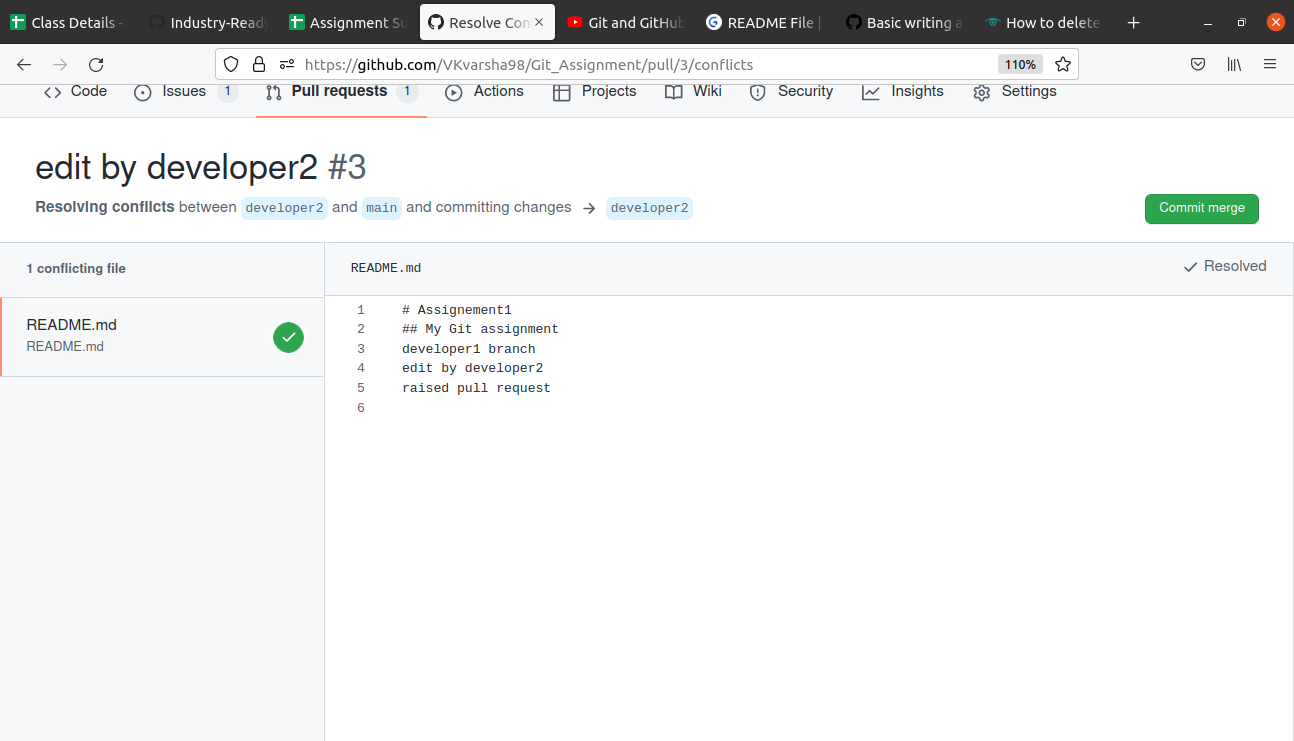 Class Details -
Industry-Ready
Assignment Su
Resolve Con
Git and GitHub
README File |
Basic writing a
How to delete
https://github.com/VKvarsha98/Git_Assignment/pull/3/conflicts
110%
Code
Issues 1
Pull requests 1
Actions
Projects
Wiki
Security
Insights
Settings
edit by developer2 #3
Resolving conflicts between developer2 and main and committing changes → developer2
Commit merge
1 conflicting file
README.md
README.md
README.md
Resolved
1 # Assignement1
2 ## My Git assignment
3 developer1 branch
4 edit by developer2
5 raised pull request
6